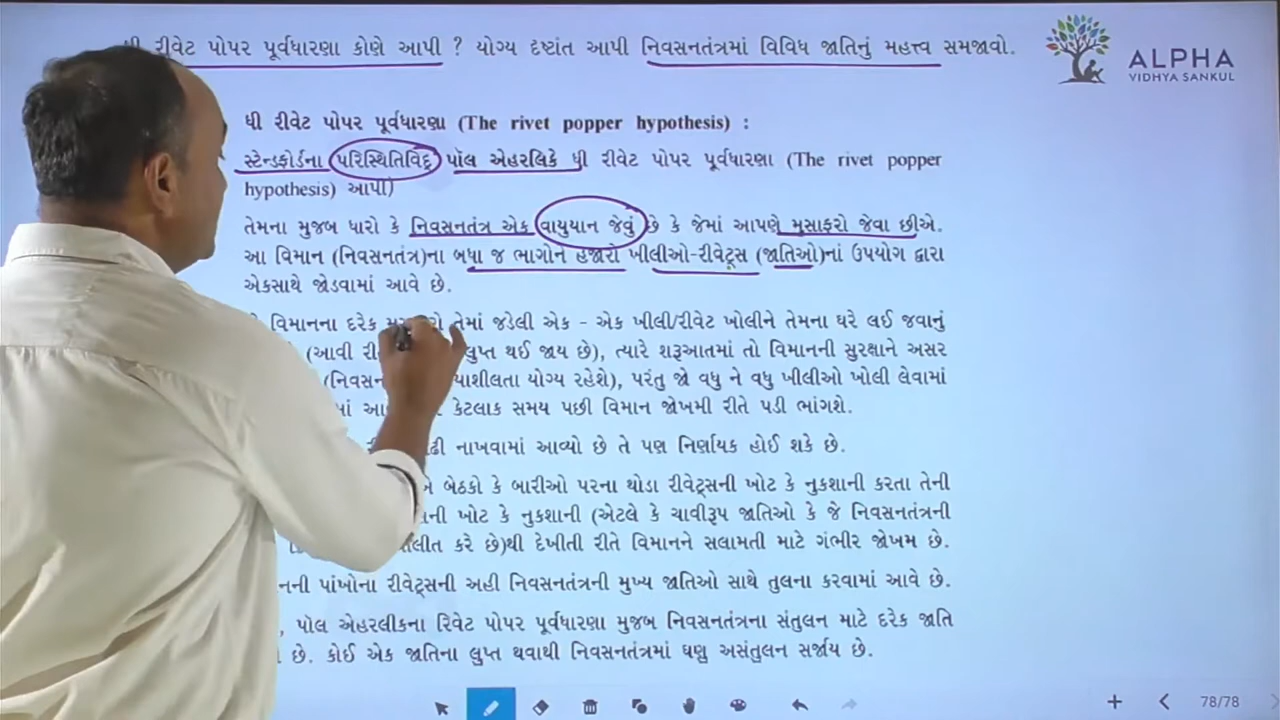 રીવેટ પોપર પૂર્વધારણા કોણે આપી ? યોગ્ય દૃષ્ટાંત આપી નિવસનતંત્રમાં વિવિધ જાતિનું મહત્ત્વ સમજાવો.
ALPHA
VIDHYA SANKUL
ધી રીવેટ પોપર પૂર્વધારણા (The rivet popper hypothesis) :
સ્ટેન્ડફોર્ડના પરિસ્થિતિવિદ્ પૉલ એહરલિકે ધી રીવેટ પોપર પૂર્વધારણા (The rivet popper
hypothesis) આપી
તેમના મુજબ ધારો કે નિવસનતંત્ર એક વાયુયાન જેવું છે કે જેમાં આપણે મુસાફરો જેવા છીએ.
આ વિમાન (નિવસનતંત્ર)ના બધા જ ભાગોને હજારો ખીલીઓ-રીવેટ્સ (જાતિઓ)નાં ઉપયોગ દ્વારા
એકસાથે જોડવામાં આવે છે.
વિમાનના દરેક તેમાં જડેલી એક - એક ખીલી/રીવેટ ખોલીને તેમના ઘરે લઈ જવાનું
(આવી લુપ્ત થઈ જાય છે), ત્યારે શરૂઆતમાં તો વિમાનની સુરક્ષાને અસર
યોગ્ય રહેશે), પરંતુ જો વધુ ને વધુ ખીલીઓ ખોલી લેવામાં
કેટલાક સમય પછી વિમાન જોખમી રીતે પડી ભાંગશે.
નાખવામાં આવ્યો છે તે પણ નિર્ણાયક હોઈ શકે છે.
બેઠકો કે બારીઓ પરના થોડા રીવેટ્સની ખોટ કે નુકશાની કરતા તેની
ખોટ કે નુકશાની (એટલે કે ચાવીરૂપ જાતિઓ કે જે નિવસનતંત્રની
કરે છે)થી દેખીતી રીતે વિમાનને સલામતી માટે ગંભીર જોખમ છે.
પાંખોના રીવેટ્સની અહી નિવસનતંત્રની મુખ્ય જાતિઓ સાથે તુલના કરવામાં આવે છે.
, પોલ એહરલીકના રિવેટ પોપર પૂર્વધારણા મુજબ નિવસનતંત્રના સંતુલન માટે દરેક જાતિ
છે. કોઈ એક જાતિના લુપ્ત થવાથી નિવસનતંત્રમાં ઘણુ અસંતુલન સર્જાય છે.
78/78